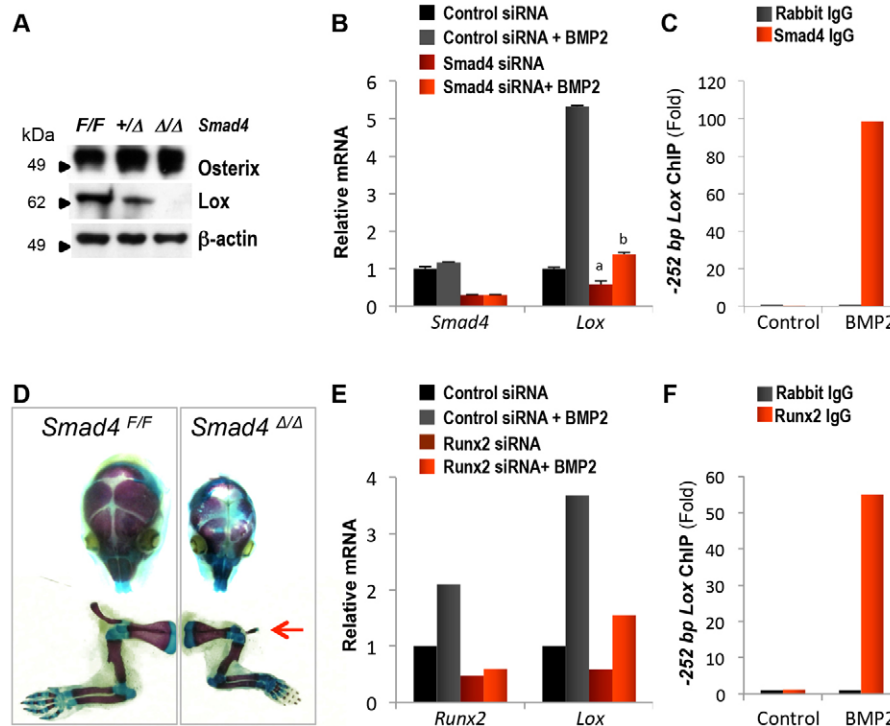 A
F/F +/Δ Δ/Δ Smad4
kDa
49 Osterix
62 Lox
49 β-actin
B
Control siRNA
Control siRNA + BMP2
Smad4 siRNA
Smad4 siRNA+ BMP2
Relative mRNA
6
5
4
3
2
1
0
a
b
Smad4
Lox
C
Rabbit IgG
Smad4 IgG
-252 bp Lox ChIP (Fold)
120
100
80
60
40
20
0
Control
BMP2
D
Smad4 F/F
Smad4 Δ/Δ
E
Control siRNA
Control siRNA + BMP2
Runx2 siRNA
Runx2 siRNA+ BMP2
Relative mRNA
4
3
2
1
0
Runx2
Lox
F
Rabbit IgG
Runx2 IgG
-252 bp Lox ChIP (Fold)
60
50
40
30
20
10
0
Control
BMP2